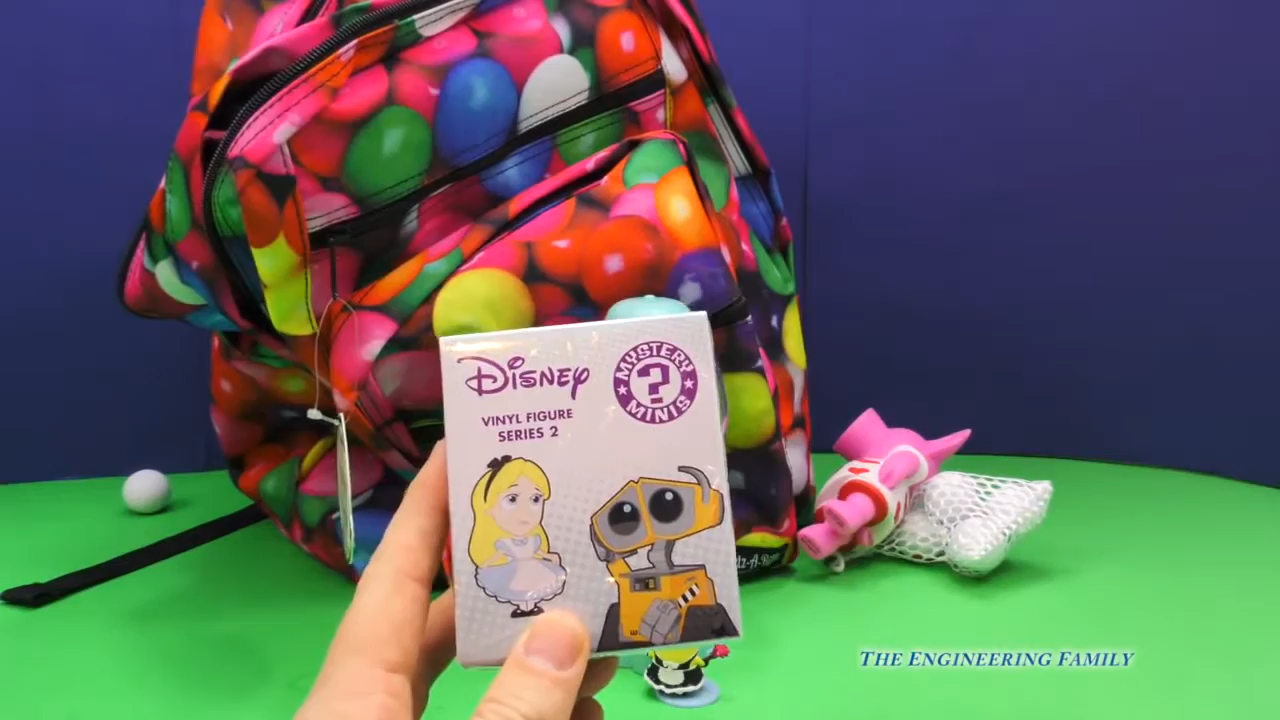 DISNEY
VINYL FIGURE
SERIES 2
MYSTERY
?
MINIS
THE ENGINEERING FAMILY